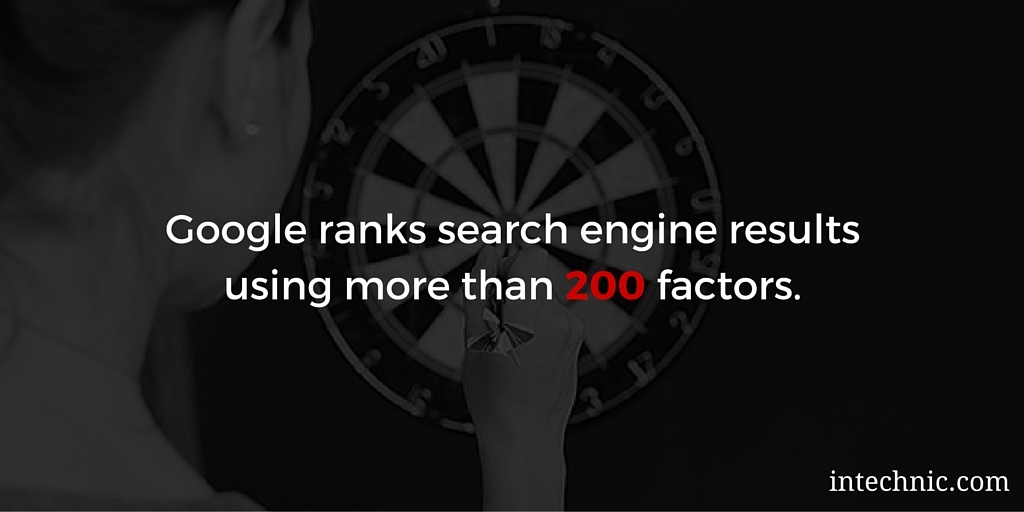 Google ranks search engine results
using more than 200 factors.
intechnic.com